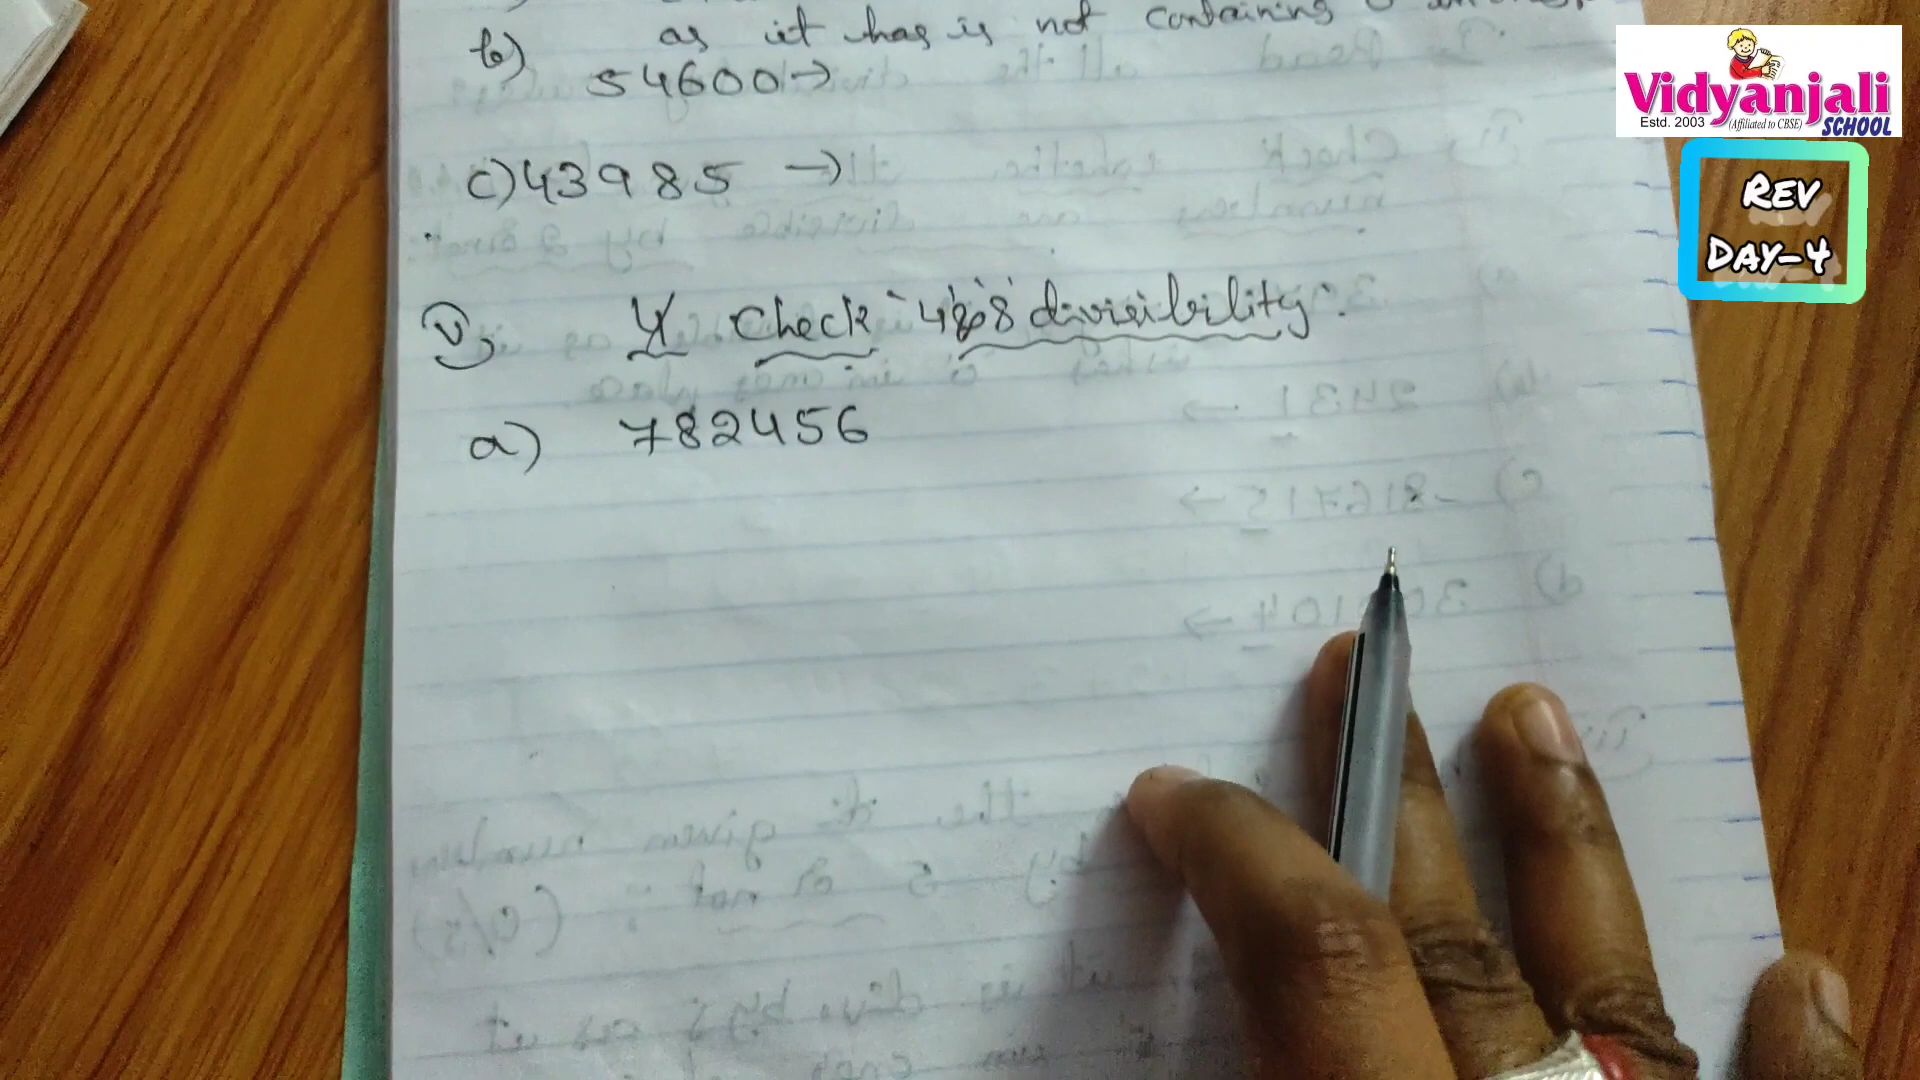 as it has is not containing
b) 54600→
c) 43985 →
v) Check "4&8" divisibility.
a) 782456
Vidyanjali
Estd. 2003 (Affiliated to CBSE) SCHOOL
REV
DAY-4